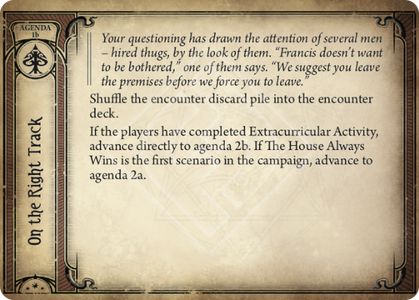 AGENDA
1b
On the Right Track
Your questioning has drawn the attention of several men
– hired thugs, by the look of them. “Francis doesn’t want
to be bothered,” one of them says. “We suggest you leave
the premises before we force you to leave.”
Shuffle the encounter discard pile into the encounter
deck.
If the players have completed Extracurricular Activity,
advance directly to agenda 2b. If The House Always
Wins is the first scenario in the campaign, advance to
agenda 2a.